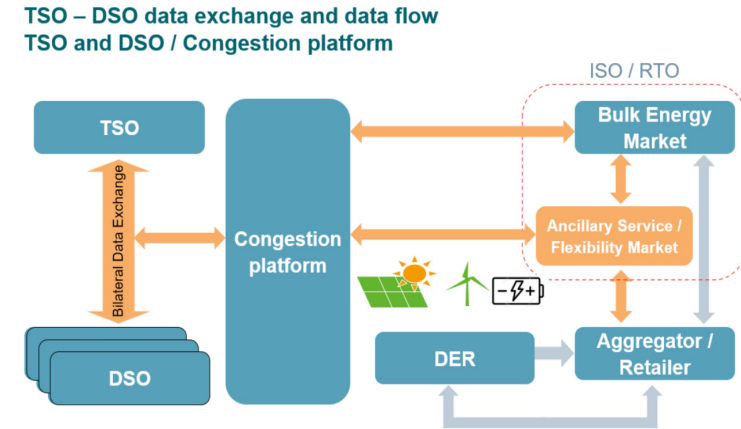 TSO – DSO data exchange and data flow
TSO and DSO / Congestion platform
ISO / RTO
TSO
Bulk Energy
Market
Bilateral Data Exchange
Ancillary Service /
Flexibility Market
Congestion
platform
DER
Aggregator /
Retailer
DSO